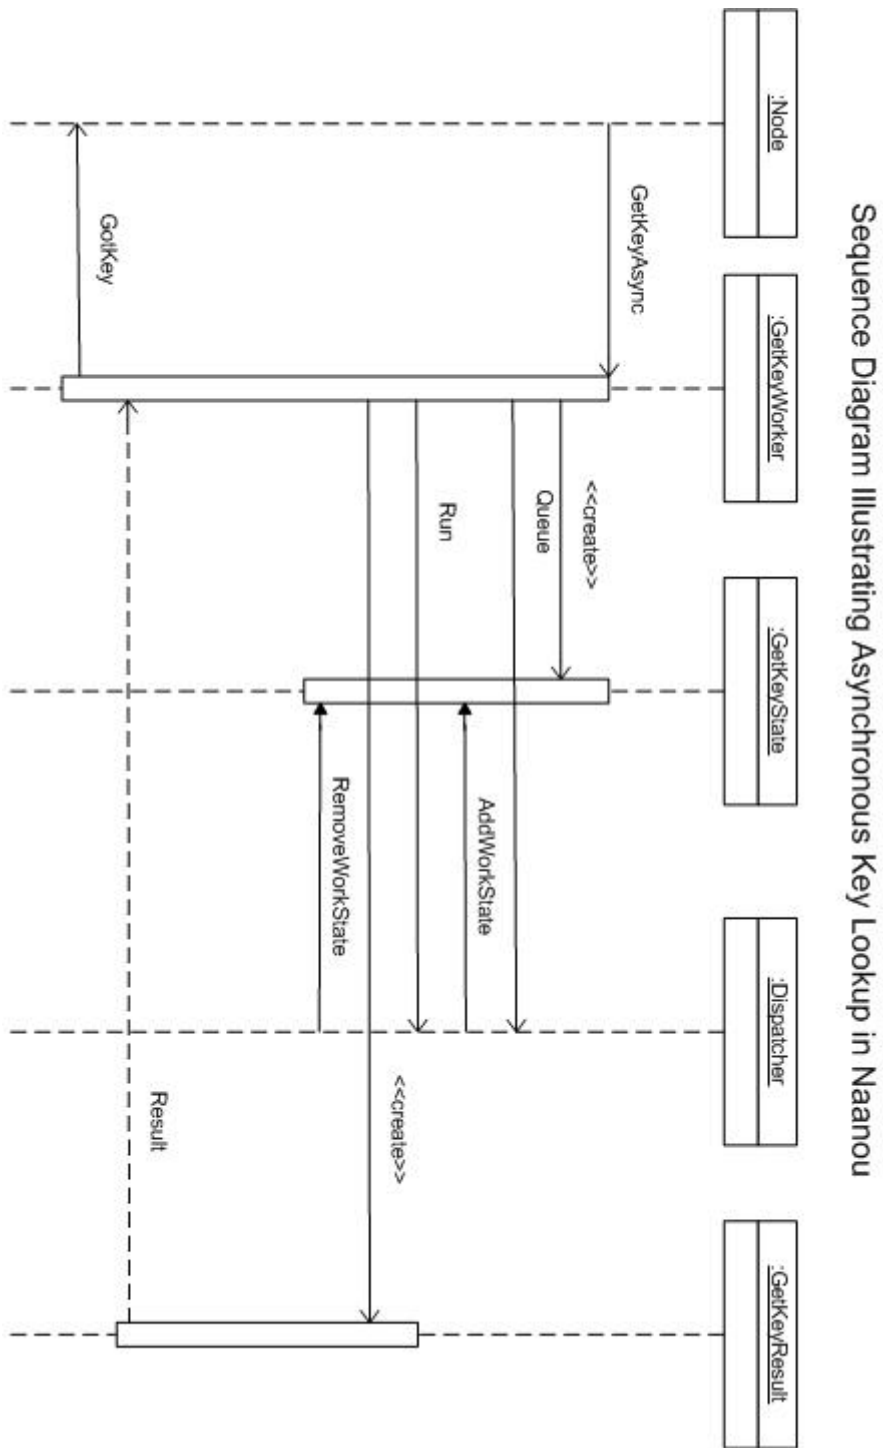 Sequence Diagram Illustrating Asynchronous Key Lookup in Naanou
:Node
:GetKeyWorker
:GetKeyState
:Dispatcher
:GetKeyResult
GetKeyAsync
<<create>>
Queue
AddWorkState
Run
<<create>>
RemoveWorkState
Result
GotKey